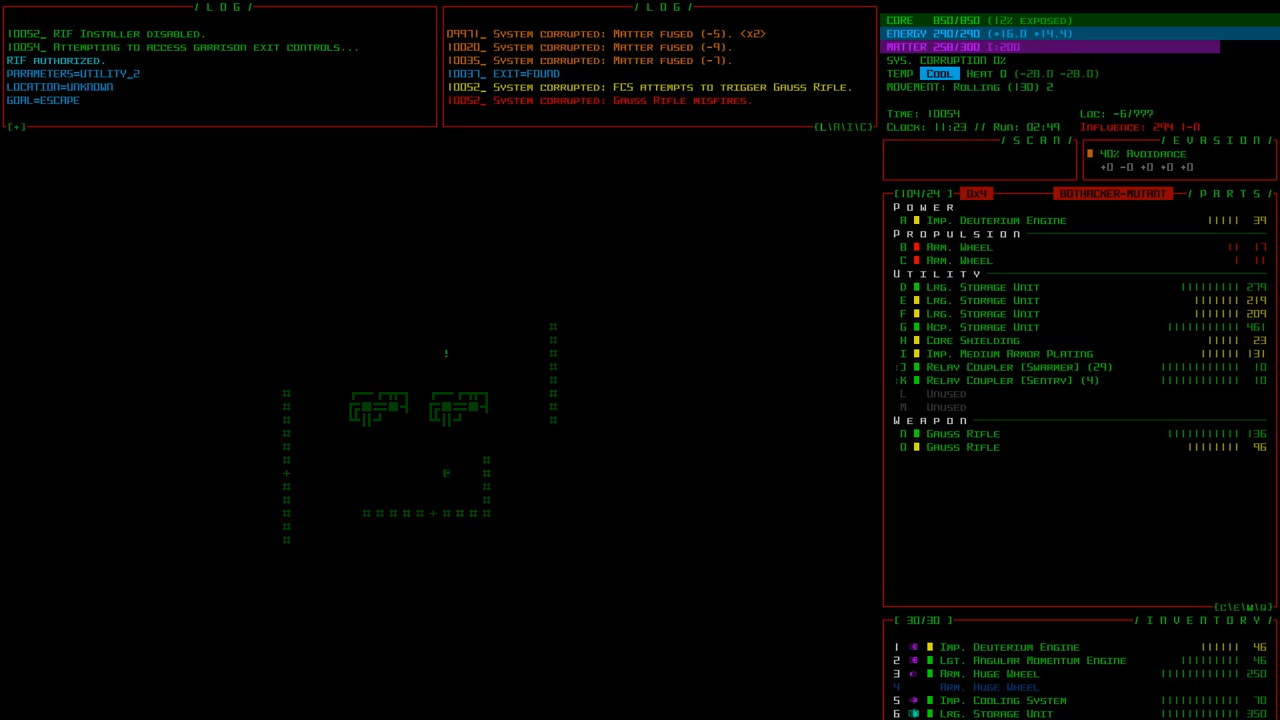 / L O G /
10052_ RIF Installer disabled.
10054_ Attempting to access garrison exit controls...
RIF authorized.
PARAMETERS=UTILITY_2
LOCATION=UNKNOWN
GOAL=ESCAPE
[+]
/ L O G /
09971_ System corrupted: Matter fused (-5). <x2>
10020_ System corrupted: Matter fused (-9).
10035_ System corrupted: Matter fused (-7).
10037_ EXIT=FOUND
10052_ System corrupted: FCS attempts to trigger Gauss Rifle.
10052_ System corrupted: Gauss Rifle misfires.
[L\A\I\C]
CORE 850/850 (12% exposed)
ENERGY 290/290 (+16.0 +14.4)
MATTER 250/300 I:200
SYS. CORRUPTION 0%
TEMP Cool Heat 0 (-28.0 -28.0)
MOVEMENT: Rolling (130) 2
Time: 10054 Loc: -6/???
Clock: 11:23 // Run: 02:49 Influence: 294 1-N
/ S C A N /
/ E V A S I O N /
40% Avoidance
+0 -0 +0 +0 +0
[104/24 ] 0x4 BOTHACKER-MUTANT / P A R T S /
P o w e r
A Imp. Deuterium Engine 39
P r o p u l s i o n
B Arm. Wheel 17
C Arm. Wheel 11
U t i l i t y
D Lrg. Storage Unit 279
E Lrg. Storage Unit 219
F Lrg. Storage Unit 209
G Hcp. Storage Unit 461
H Core Shielding 23
I Imp. Medium Armor Plating 131
:J Relay Coupler [Swarmer] (29) 10
:K Relay Coupler [Sentry] (4) 10
L Unused
M Unused
W e a p o n
N Gauss Rifle 136
O Gauss Rifle 96
[C\E\W\Q]
[ 30/30 ] / I N V E N T O R Y /
1 Imp. Deuterium Engine 46
2 Lgt. Angular Momentum Engine 46
3 Arm. Huge Wheel 250
4 Arm. Huge Wheel
5 Imp. Cooling System 70
6 Lrg. Storage Unit 350